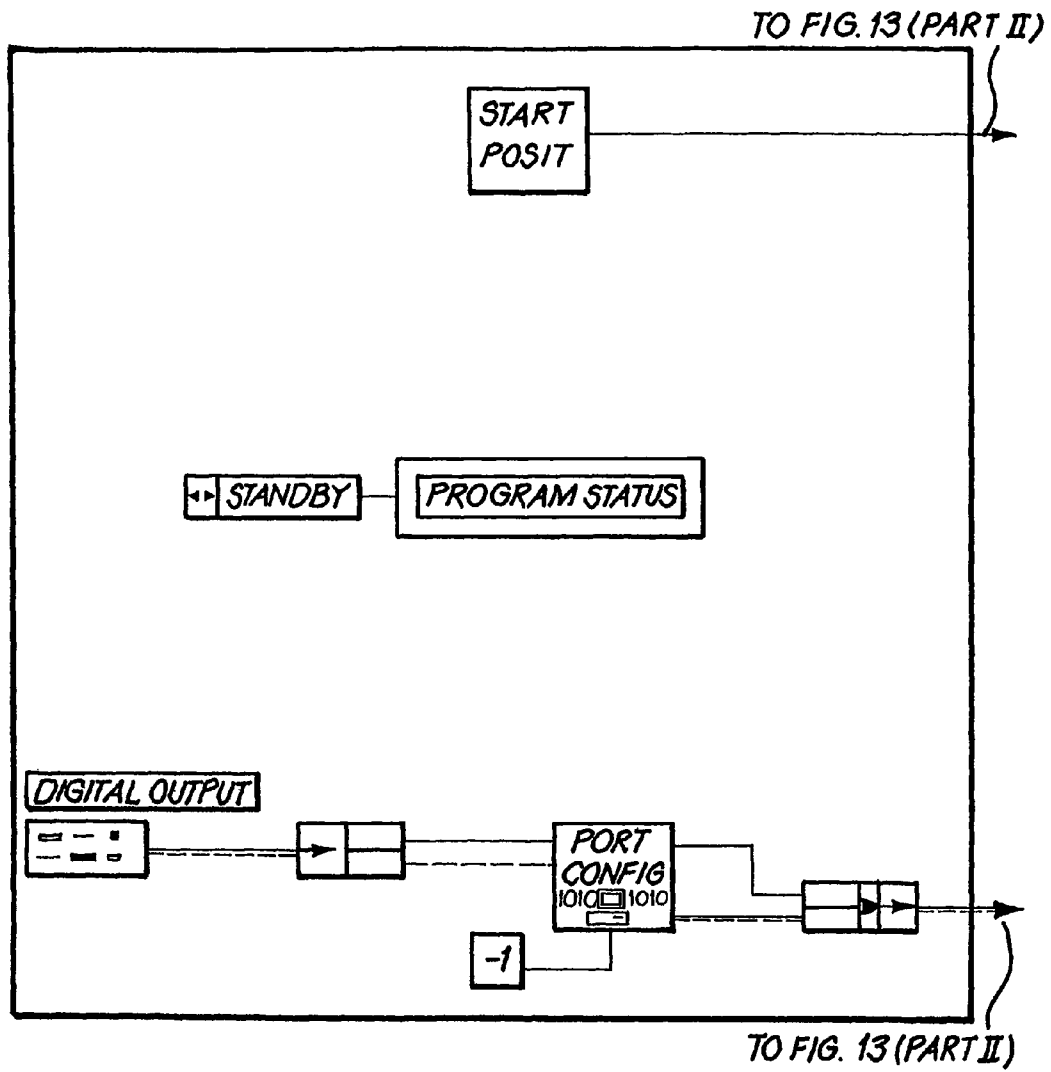 TO FIG. 13 (PART II)
START
POSIT
STANDBY
PROGRAM STATUS
DIGITAL OUTPUT
PORT
CONFIG
1010 1010
-1
TO FIG. 13 (PART II)